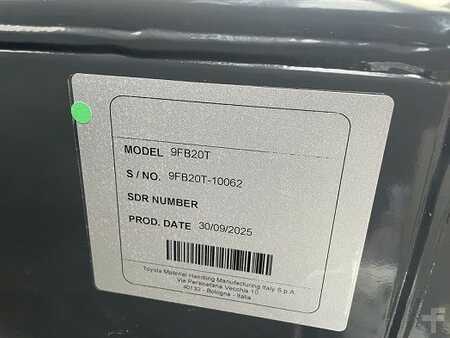 MODEL 9FB20T
S / NO. 9FB20T-10062
SDR NUMBER
PROD. DATE 30/09/2025
Toyota Material Handling Manufacturing Italy S.p.A
Via Persicetana Vecchia 10
40132 - Bologna - Italia